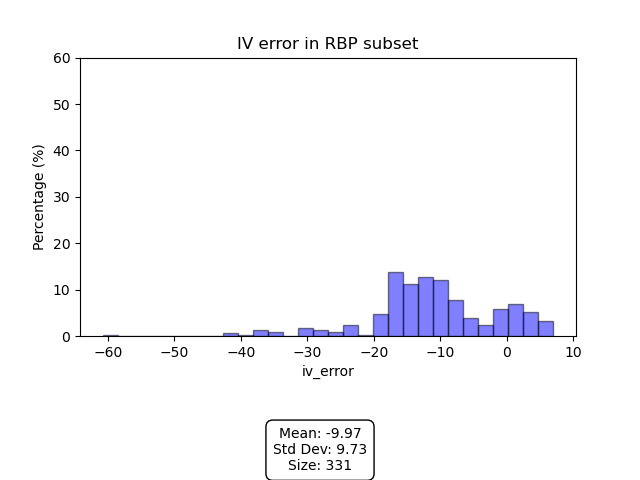 IV error in RBP subset
60
50
40
30
20
10
0
Percentage (%)
−60 −50 −40 −30 −20 −10 0 10
iv_error
Mean: -9.97
Std Dev: 9.73
Size: 331